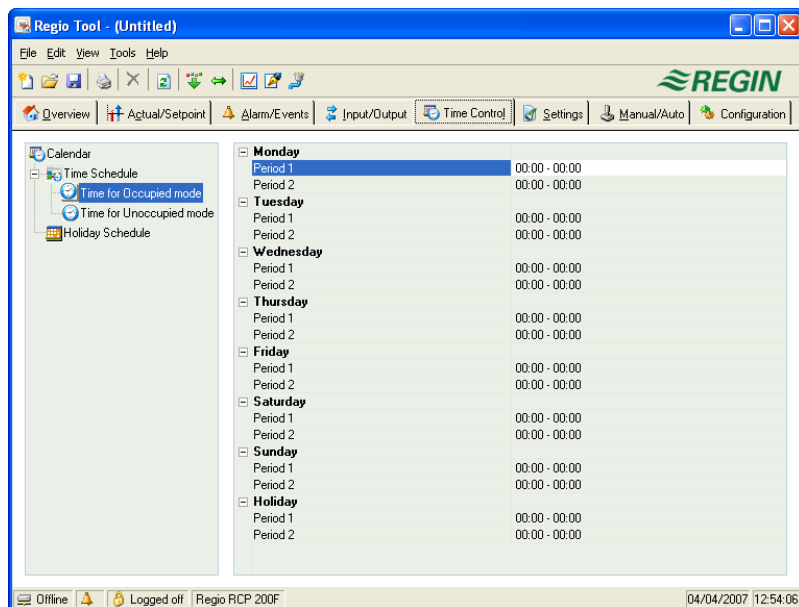 Regio Tool - (Untitled)
File Edit View Tools Help
REGIN
Overview Actual/Setpoint Alarm/Events Input/Output Time Control Settings Manual/Auto Configuration
Calendar
Time Schedule
Time for Occupied mode
Time for Unoccupied mode
Holiday Schedule
Monday
Period 1 00:00 - 00:00
Period 2 00:00 - 00:00
Tuesday
Period 1 00:00 - 00:00
Period 2 00:00 - 00:00
Wednesday
Period 1 00:00 - 00:00
Period 2 00:00 - 00:00
Thursday
Period 1 00:00 - 00:00
Period 2 00:00 - 00:00
Friday
Period 1 00:00 - 00:00
Period 2 00:00 - 00:00
Saturday
Period 1 00:00 - 00:00
Period 2 00:00 - 00:00
Sunday
Period 1 00:00 - 00:00
Period 2 00:00 - 00:00
Holiday
Period 1 00:00 - 00:00
Period 2 00:00 - 00:00
Offline Logged off Regio RCP 200F 04/04/2007 12:54:06